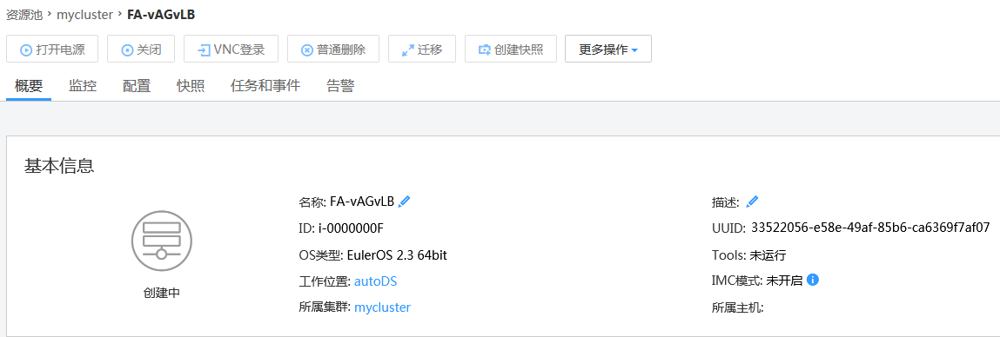 资源池 › mycluster › FA-vAGvLB
打开电源 关闭 VNC登录 普通删除 迁移 创建快照 更多操作
概要 监控 配置 快照 任务和事件 告警
基本信息
创建中
名称: FA-vAGvLB
ID: i-0000000F
OS类型: EulerOS 2.3 64bit
工作位置: autoDS
所属集群: mycluster
描述:
UUID: 33522056-e58e-49af-85b6-ca6369f7af07
Tools: 未运行
IMC模式: 未开启
所属主机: